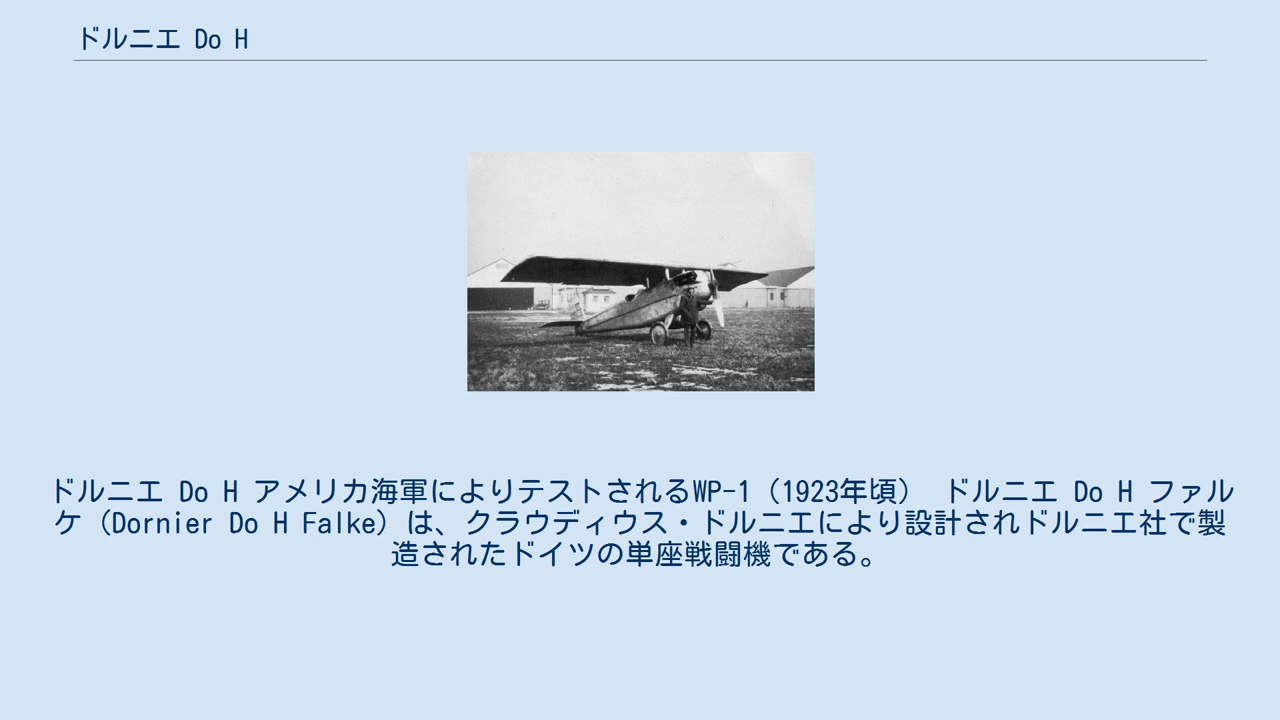 ドルニエ Do H
ドルニエ Do H アメリカ海軍によりテストされるWP-1（1923年頃） ドルニエ Do H ファル
ケ（Dornier Do H Falke）は、クラウディウス・ドルニエにより設計されドルニエ社で製
造されたドイツの単座戦闘機である。